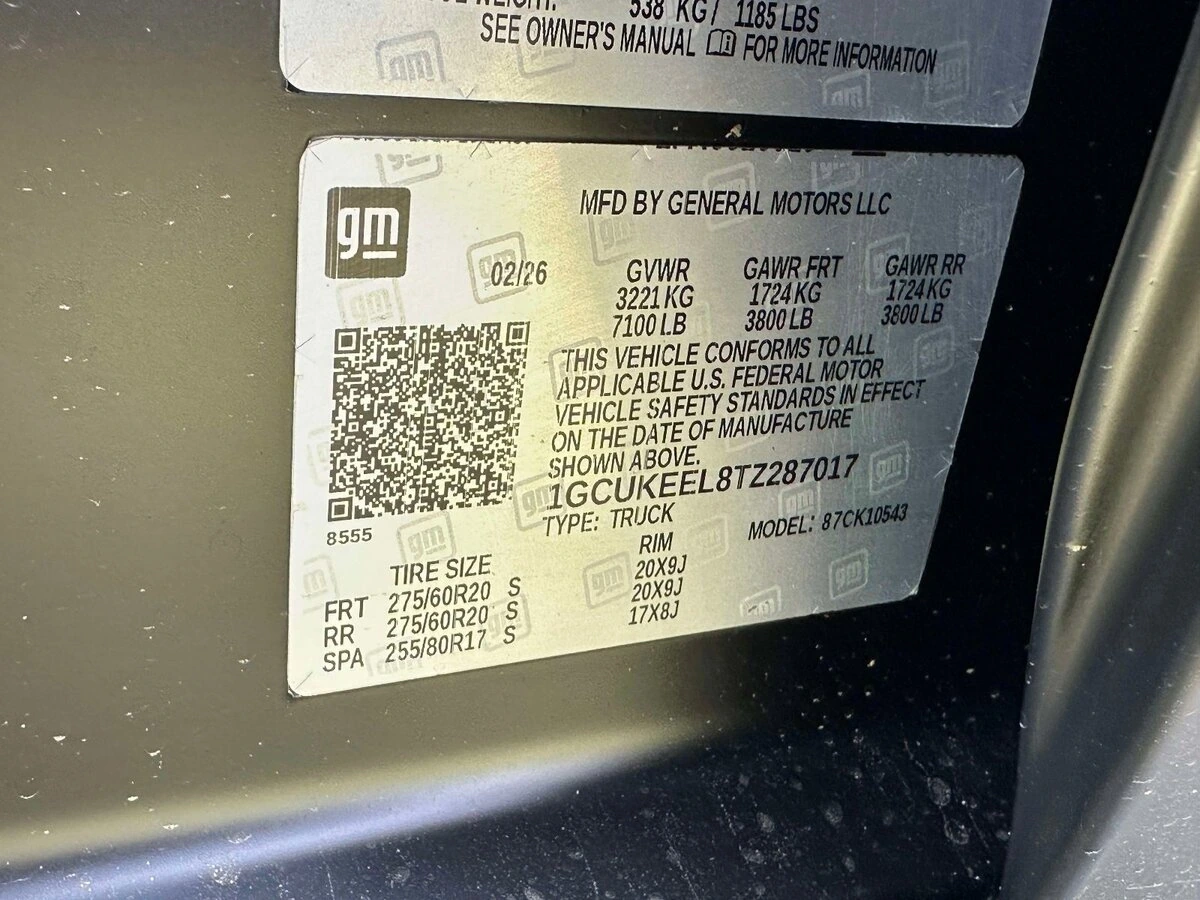 538 KG / 1185 LBS
SEE OWNER'S MANUAL FOR MORE INFORMATION
gm
MFD BY GENERAL MOTORS LLC
02/26
GVWR GAWR FRT GAWR RR
3221 KG 1724 KG 1724 KG
7100 LB 3800 LB 3800 LB
THIS VEHICLE CONFORMS TO ALL
APPLICABLE U.S. FEDERAL MOTOR
VEHICLE SAFETY STANDARDS IN EFFECT
ON THE DATE OF MANUFACTURE
SHOWN ABOVE.
1GCUKEEL8TZ287017
TYPE: TRUCK MODEL: 87CK10543
8555
TIRE SIZE RIM
FRT 275/60R20 S 20X9J
RR 275/60R20 S 20X9J
SPA 255/80R17 S 17X8J